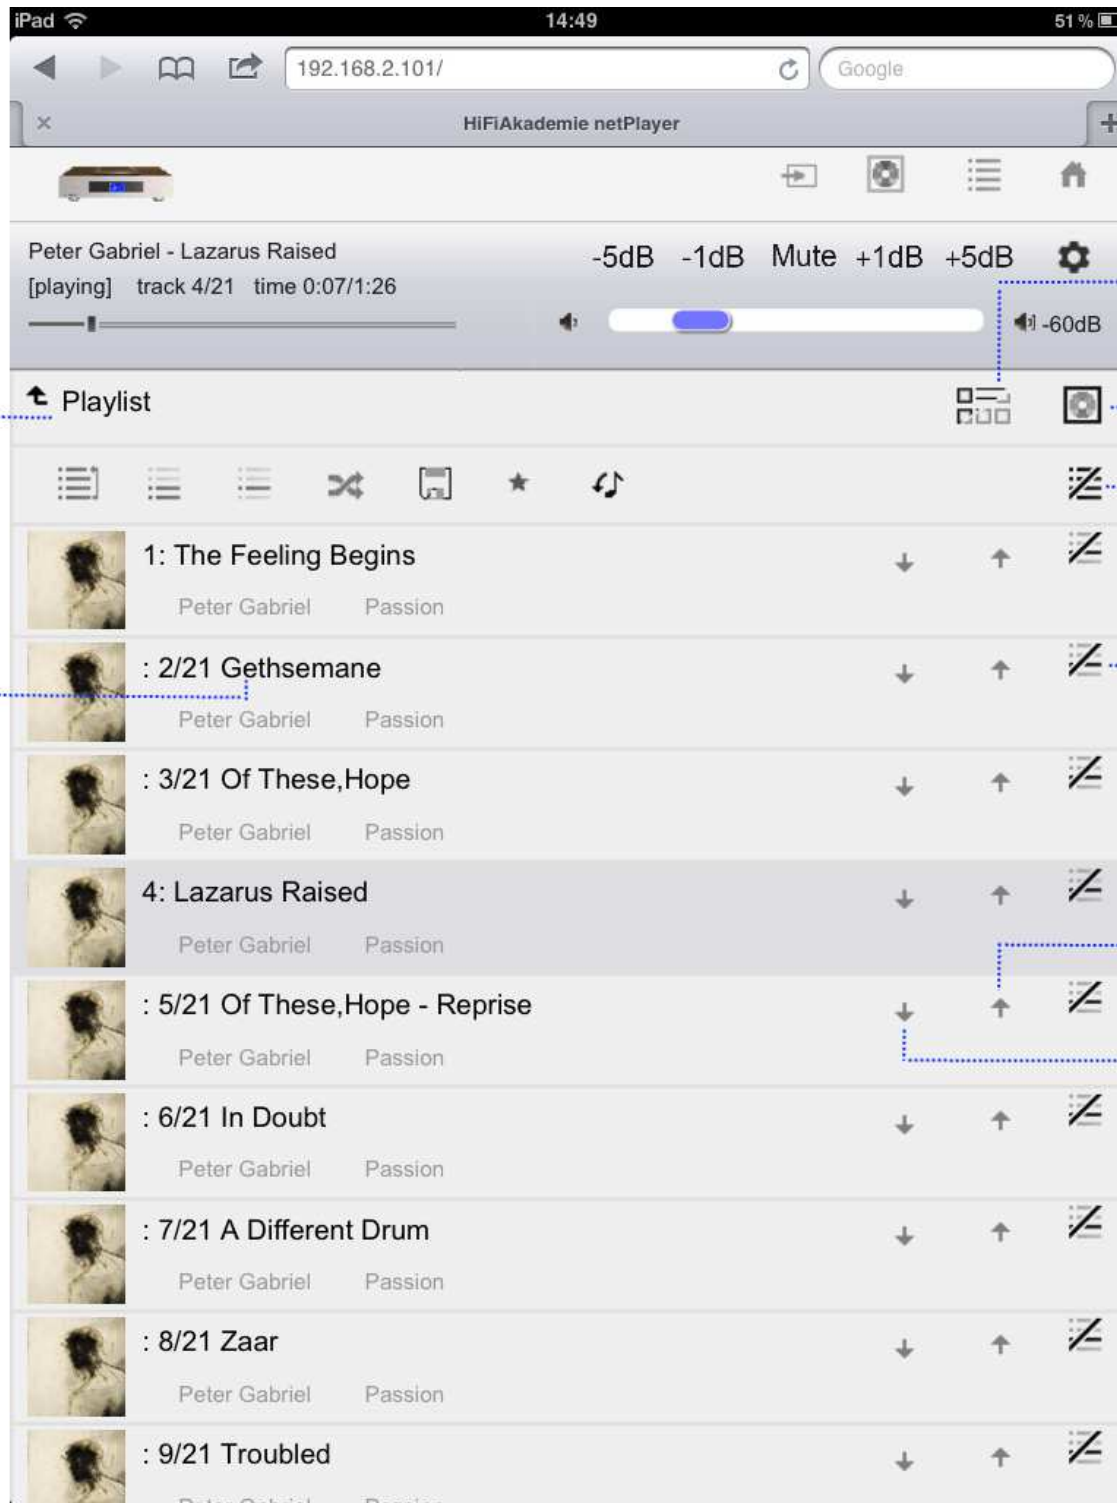 iPad 14:49 51 %
192.168.2.101/ Google
HiFiAkademie netPlayer
Peter Gabriel - Lazarus Raised
-5dB -1dB Mute +1dB +5dB
[playing] track 4/21 time 0:07/1:26
-60dB
Playlist
1: The Feeling Begins
Peter Gabriel Passion
: 2/21 Gethsemane
Peter Gabriel Passion
: 3/21 Of These,Hope
Peter Gabriel Passion
4: Lazarus Raised
Peter Gabriel Passion
: 5/21 Of These,Hope - Reprise
Peter Gabriel Passion
: 6/21 In Doubt
Peter Gabriel Passion
: 7/21 A Different Drum
Peter Gabriel Passion
: 8/21 Zaar
Peter Gabriel Passion
: 9/21 Troubled